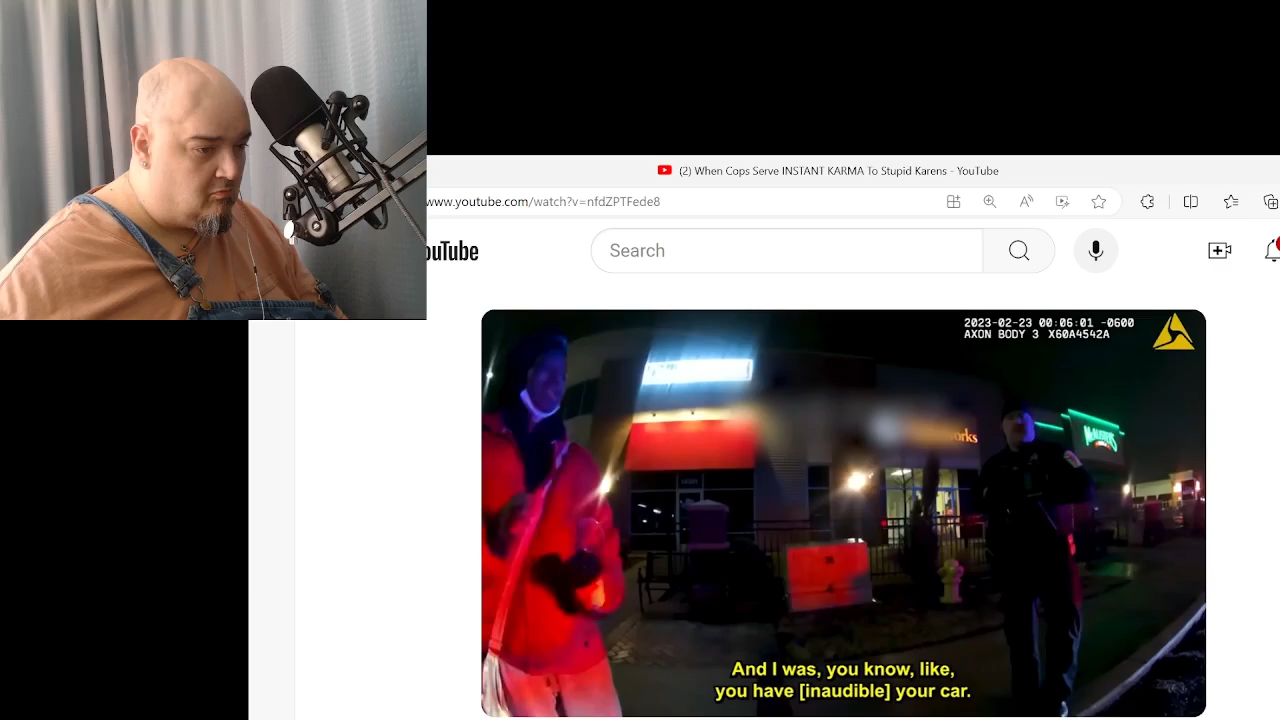 (2) When Cops Serve INSTANT KARMA To Stupid Karens - YouTube
www.youtube.com/watch?v=nfdZPTFede8
ouTube
Search
2023-02-23 00:06:01 -0600
AXON BODY 3 X60A4542A
orks
McALISTER'S
And I was, you know, like,
you have [inaudible] your car.